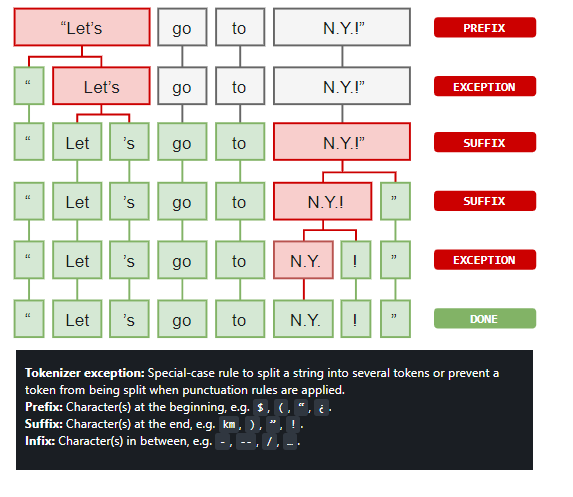 “Let’s go to N.Y.!” PREFIX
“ Let’s go to N.Y.!” EXCEPTION
“ Let ’s go to N.Y.!” SUFFIX
“ Let ’s go to N.Y.! ” SUFFIX
“ Let ’s go to N.Y. ! ” EXCEPTION
“ Let ’s go to N.Y. ! ” DONE
Tokenizer exception: Special-case rule to split a string into several tokens or prevent a
token from being split when punctuation rules are applied.
Prefix: Character(s) at the beginning, e.g. $, (, “, ¿.
Suffix: Character(s) at the end, e.g. km, ), ”, !.
Infix: Character(s) in between, e.g. -, --, /, ….